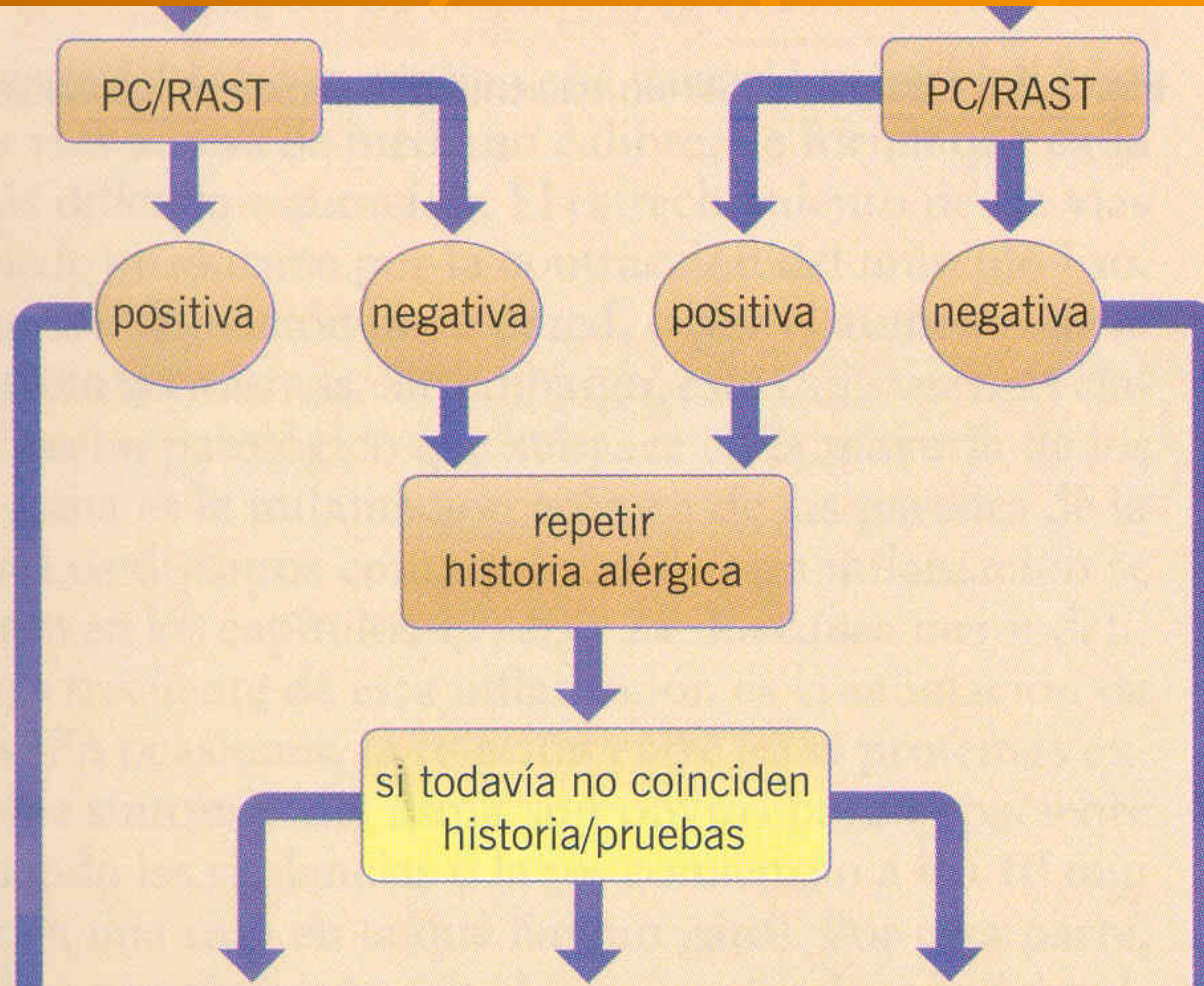 PC/RAST
PC/RAST
positiva
negativa
positiva
negativa
repetir
historia alérgica
si todavía no coinciden
historia/pruebas